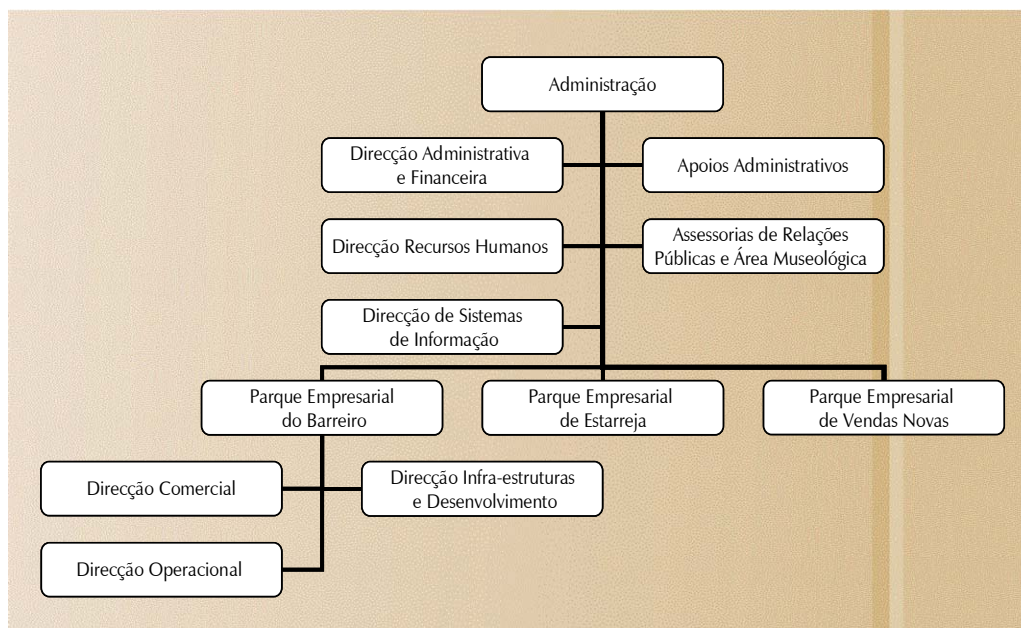 Administração
Direcção Administrativa
e Financeira
Apoios Administrativos
Direcção Recursos Humanos
Assessorias de Relações
Públicas e Área Museológica
Direcção de Sistemas
de Informação
Parque Empresarial
do Barreiro
Parque Empresarial
de Estarreja
Parque Empresarial
de Vendas Novas
Direcção Comercial
Direcção Infra-estruturas
e Desenvolvimento
Direcção Operacional